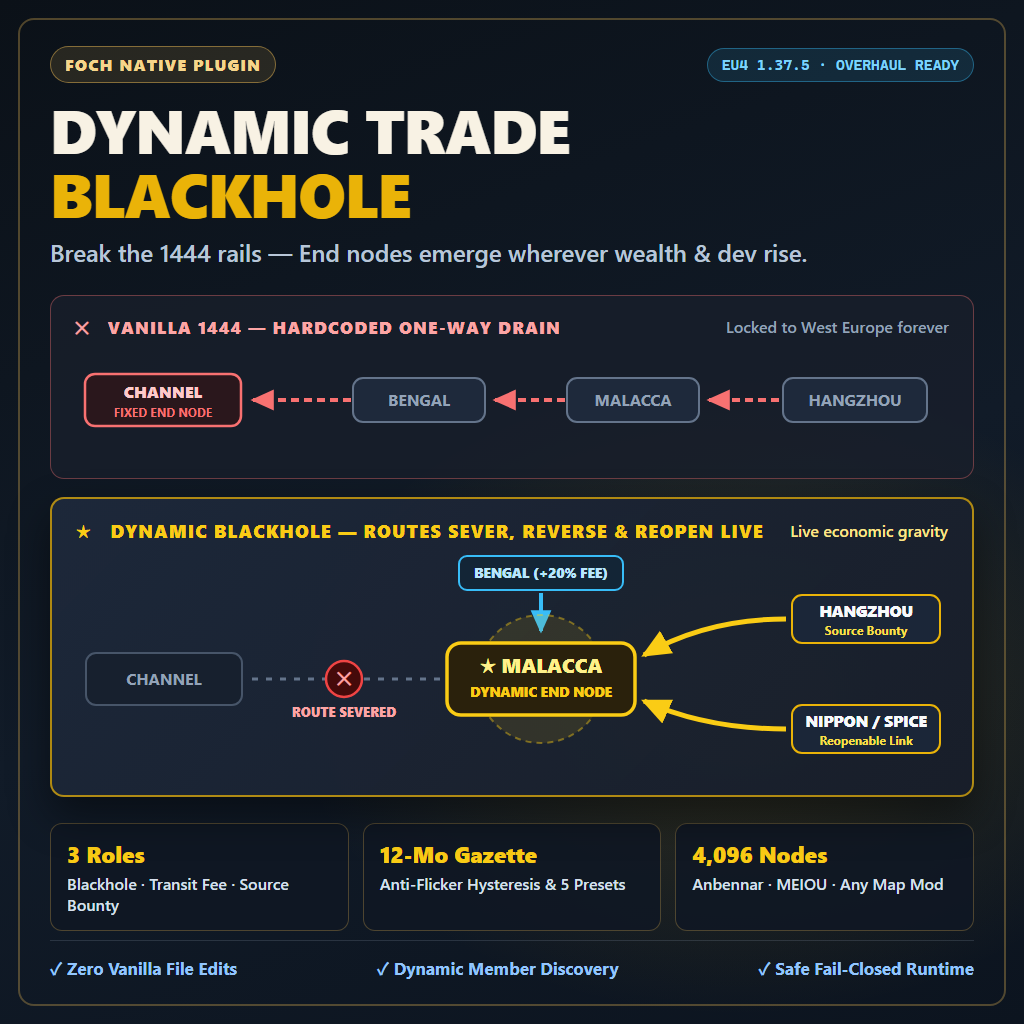 FOCH NATIVE PLUGIN
EU4 1.37.5 · OVERHAUL READY
DYNAMIC TRADE
BLACKHOLE
Break the 1444 rails — End nodes emerge wherever wealth & dev rise.
✕ VANILLA 1444 — HARDCODED ONE-WAY DRAIN
Locked to West Europe forever
CHANNEL
FIXED END NODE
BENGAL
MALACCA
HANGZHOU
★ DYNAMIC BLACKHOLE — ROUTES SEVER, REVERSE & REOPEN LIVE
Live economic gravity
BENGAL (+20% FEE)
HANGZHOU
Source Bounty
CHANNEL
✕
ROUTE SEVERED
★ MALACCA
DYNAMIC END NODE
NIPPON / SPICE
Reopenable Link
3 Roles
Blackhole · Transit Fee · Source
Bounty
12-Mo Gazette
Anti-Flicker Hysteresis & 5 Presets
4,096 Nodes
Anbennar · MEIOU · Any Map Mod
✓ Zero Vanilla File Edits
✓ Dynamic Member Discovery
✓ Safe Fail-Closed Runtime